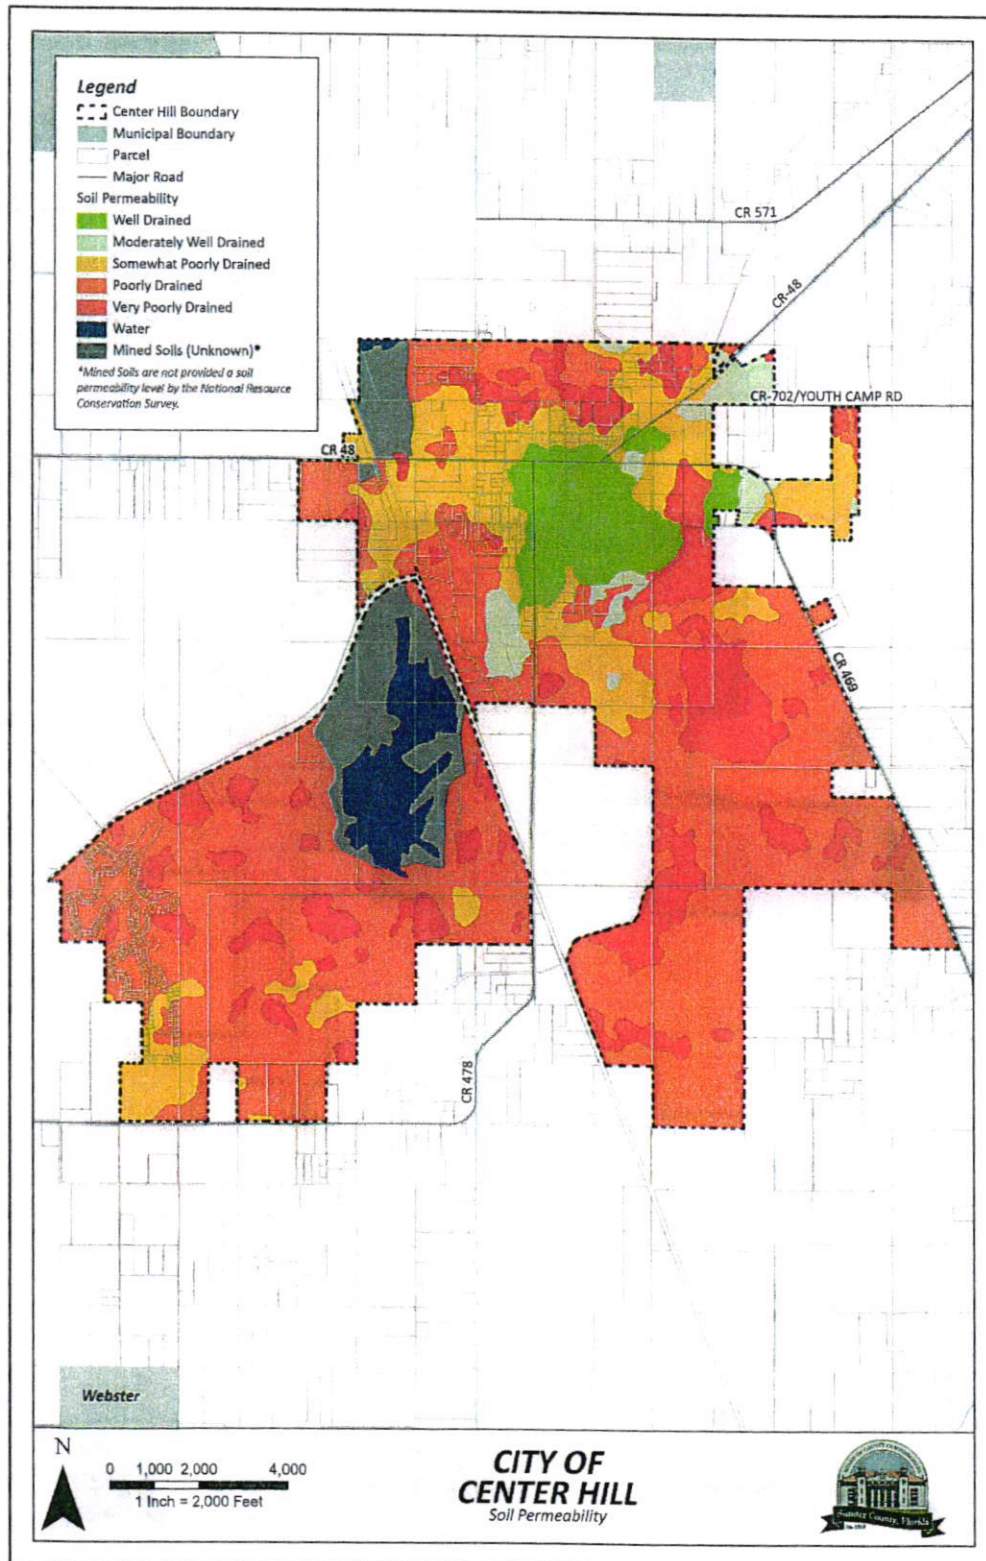 Legend
Center Hill Boundary
Municipal Boundary
Parcel
Major Road
Soil Permeability
Well Drained
Moderately Well Drained
Somewhat Poorly Drained
Poorly Drained
Very Poorly Drained
Water
Mined Soils (Unknown)*
*Mined Soils are not provided a soil
permeability level by the National Resource
Conservation Survey.
CR 571
CR-48
CR-702/YOUTH CAMP RD
CR 48
CR 469
CR 478
Webster
N
0 1,000 2,000 4,000
1 Inch = 2,000 Feet
CITY OF
CENTER HILL
Soil Permeability
Sumter County, Florida